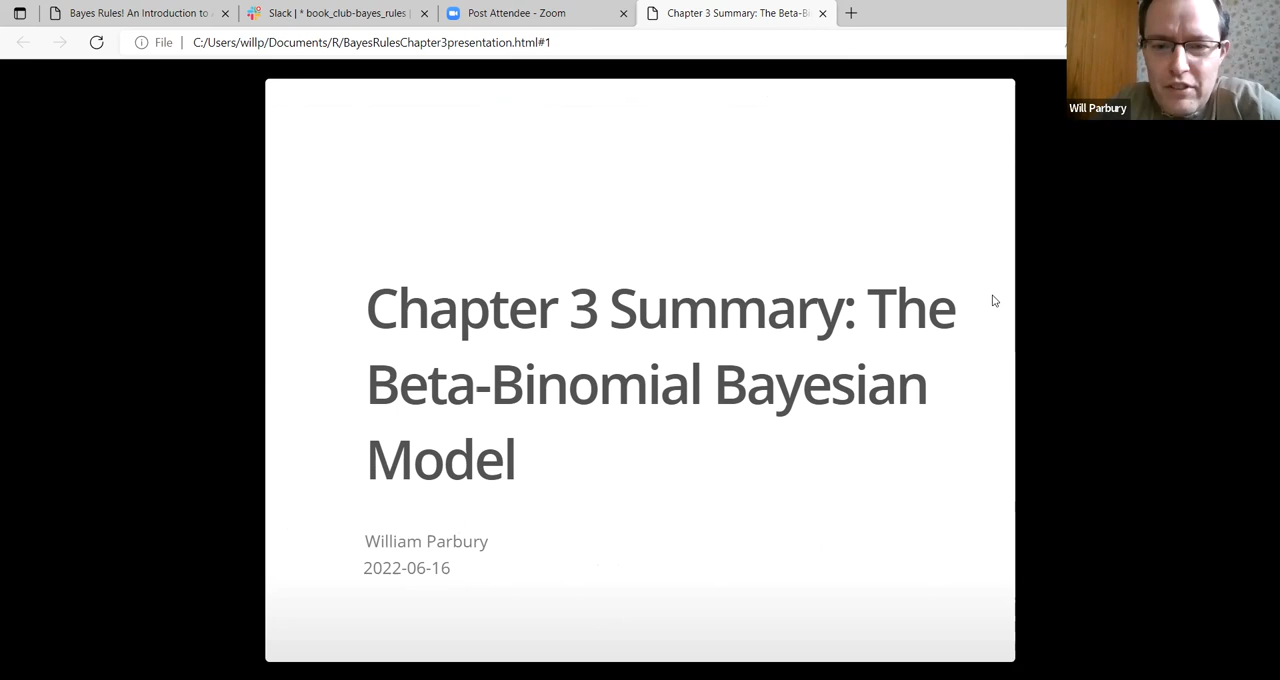 Bayes Rules! An Introduction to
Slack | * book_club-bayes_rules |
Post Attendee - Zoom
Chapter 3 Summary: The Beta-Bi
File
C:/Users/willp/Documents/R/BayesRulesChapter3presentation.html#1
Will Parbury
Chapter 3 Summary: The
Beta-Binomial Bayesian
Model
William Parbury
2022-06-16